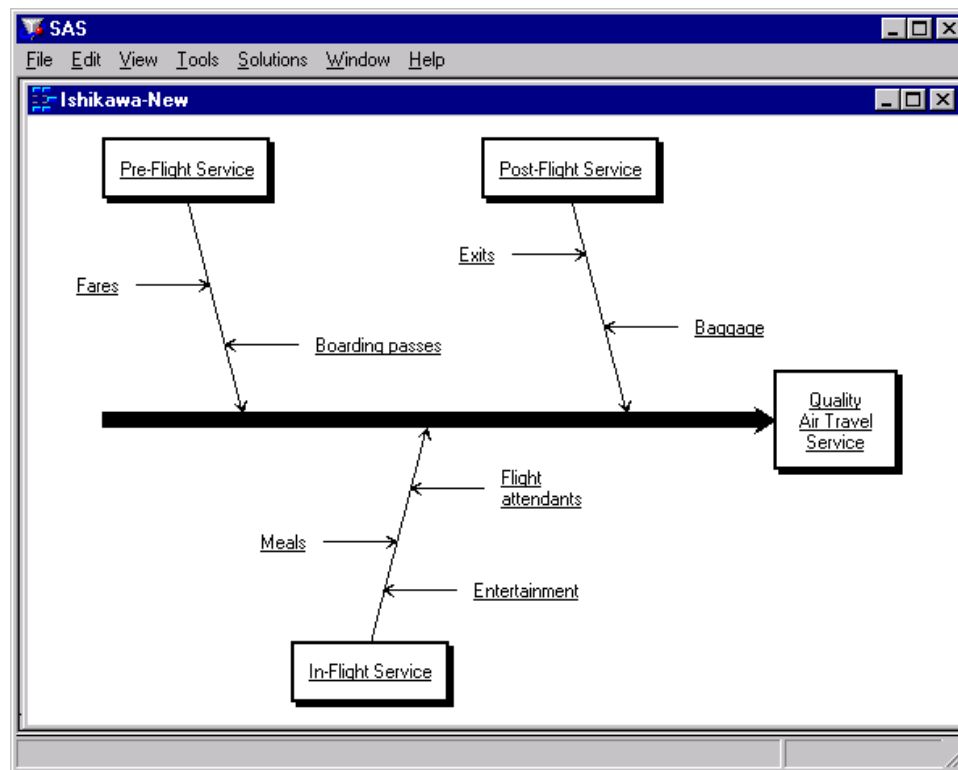 SAS
File Edit View Tools Solutions Window Help
Ishikawa-New
Pre-Flight Service
Post-Flight Service
Exits
Fares
Baggage
Boarding passes
Quality
Air Travel
Service
Flight
attendants
Meals
Entertainment
In-Flight Service